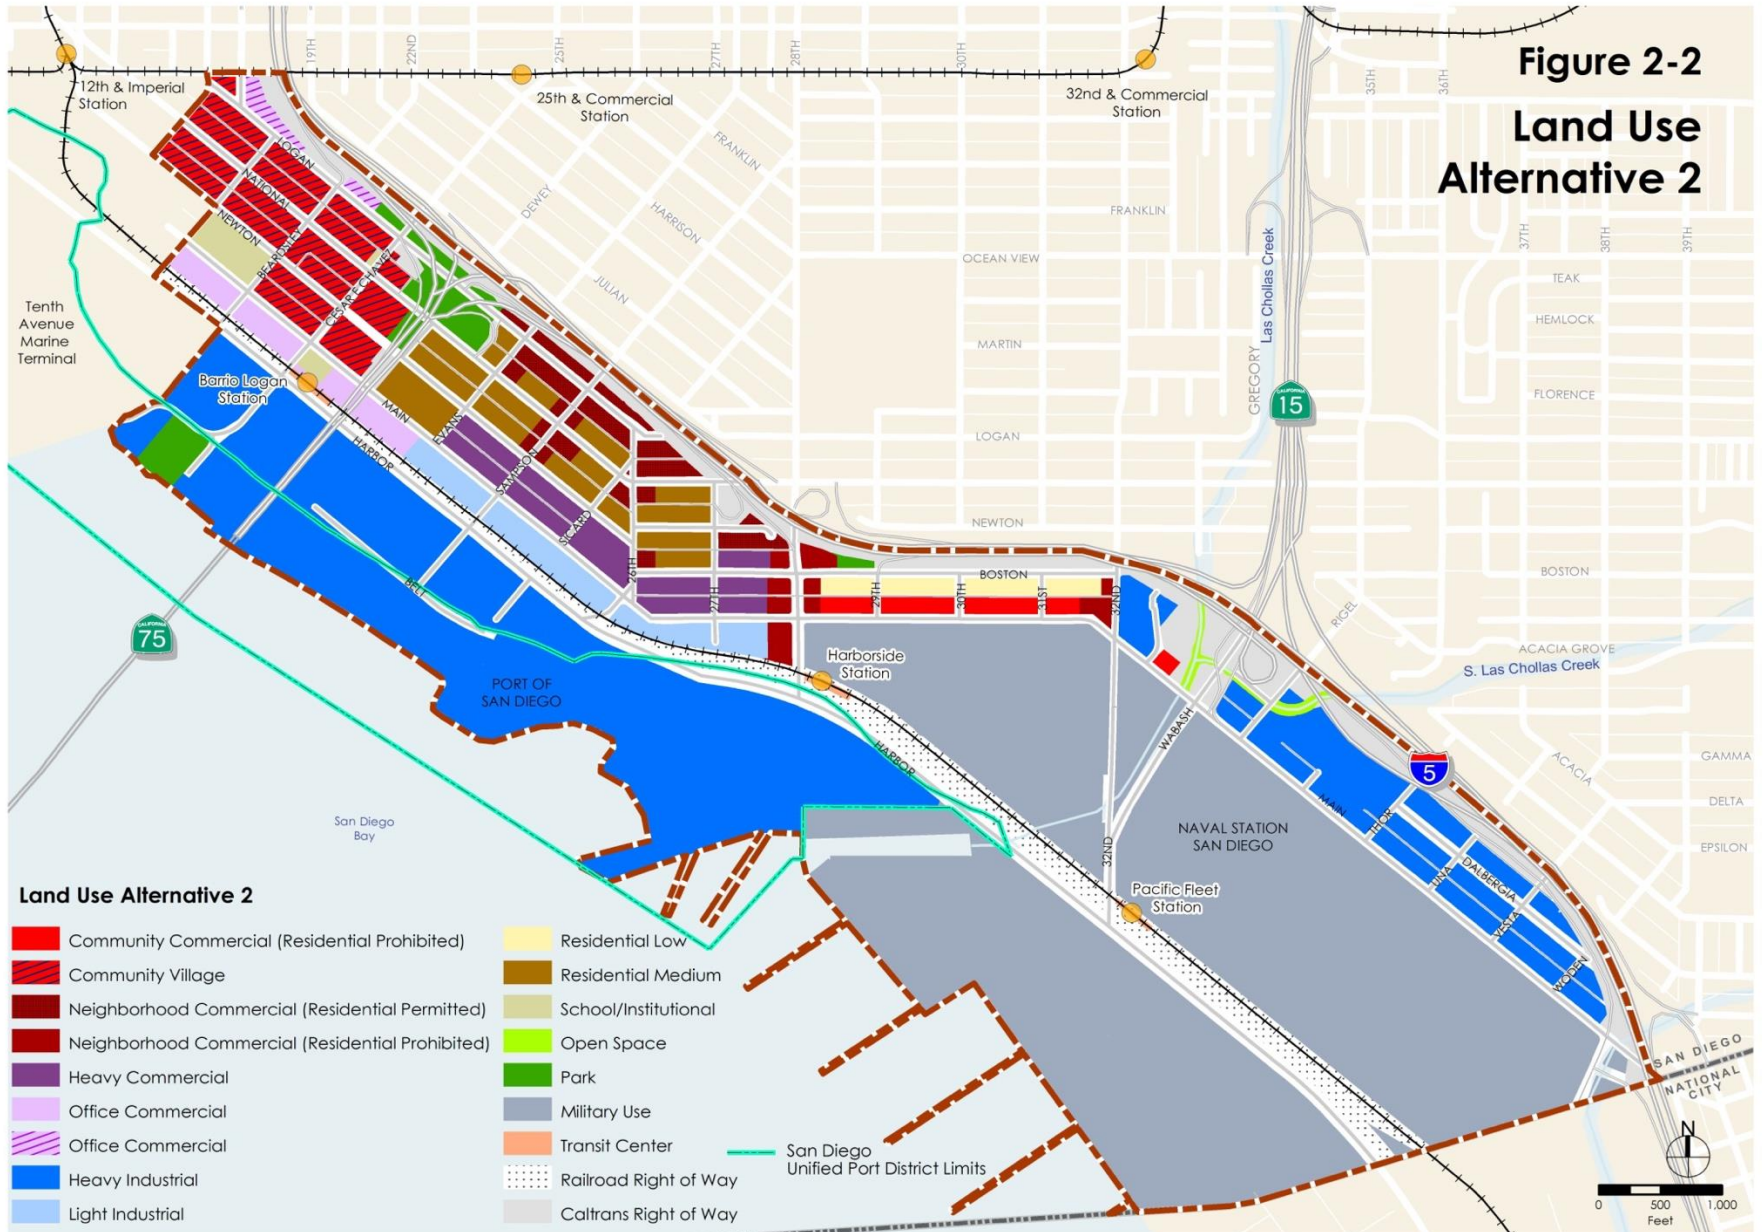 Figure 2-2
Land Use
Alternative 2
12th & Imperial
Station
25th & Commercial
Station
32nd & Commercial
Station
19TH
22ND
25TH
27TH
28TH
30TH
35TH
36TH
37TH
38TH
39TH
FRANKLIN
DEWEY
HARRISON
JULIAN
FRANKLIN
OCEAN VIEW
MARTIN
LOGAN
NEWTON
GREGORY
Las Chollas Creek
TEAK
HEMLOCK
FLORENCE
BOSTON
RIGEL
ACACIA GROVE
S. Las Chollas Creek
ACACIA
GAMMA
DELTA
EPSILON
CALIFORNIA
15
CALIFORNIA
75
5
LOGAN
NATIONAL
NEWTON
BEARDSLEY
CESAR E CHAVEZ
MAIN
HARBOR
EVANS
SAMPSON
SICARD
26TH
27TH
BELT
BOSTON
29TH
30TH
31ST
32ND
Tenth
Avenue
Marine
Terminal
Barrio Logan
Station
Harborside
Station
Pacific Fleet
Station
PORT OF
SAN DIEGO
HARBOR
WABASH
32ND
NAVAL STATION
SAN DIEGO
MAIN
THOR
UNA
DALBERGIA
VESTA
WODEN
San Diego
Bay
SAN DIEGO
NATIONAL
CITY
Land Use Alternative 2
Community Commercial (Residential Prohibited)
Community Village
Neighborhood Commercial (Residential Permitted)
Neighborhood Commercial (Residential Prohibited)
Heavy Commercial
Office Commercial
Office Commercial
Heavy Industrial
Light Industrial
Residential Low
Residential Medium
School/Institutional
Open Space
Park
Military Use
Transit Center
Railroad Right of Way
Caltrans Right of Way
San Diego
Unified Port District Limits
N
0 500 1,000
Feet